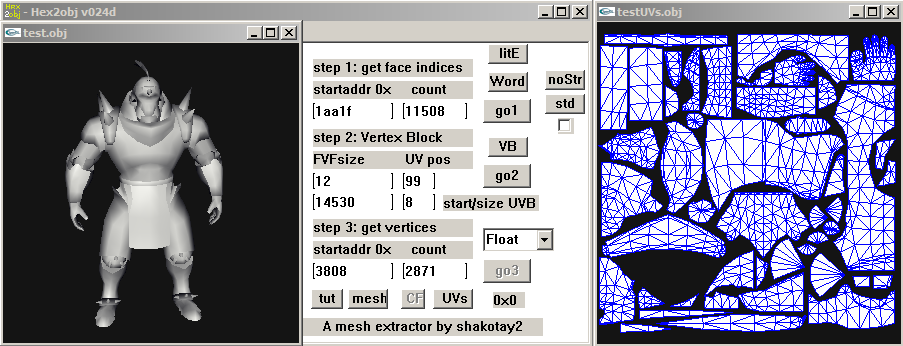 Hex
2obj
- Hex2obj v024d
test.obj
testUVs.obj
litE
step 1: get face indices
Word
noStr
startaddr 0x count
std
[1aa1f ] [11508 ]
go1
step 2: Vertex Block
VB
FVFsize UV pos
go2
[12 ] [99 ]
[14530 ] [8 ] start/size UVB
step 3: get vertices
Float
startaddr 0x count
[3808 ] [2871 ]
go3
tut mesh CF UVs 0x0
A mesh extractor by shakotay2